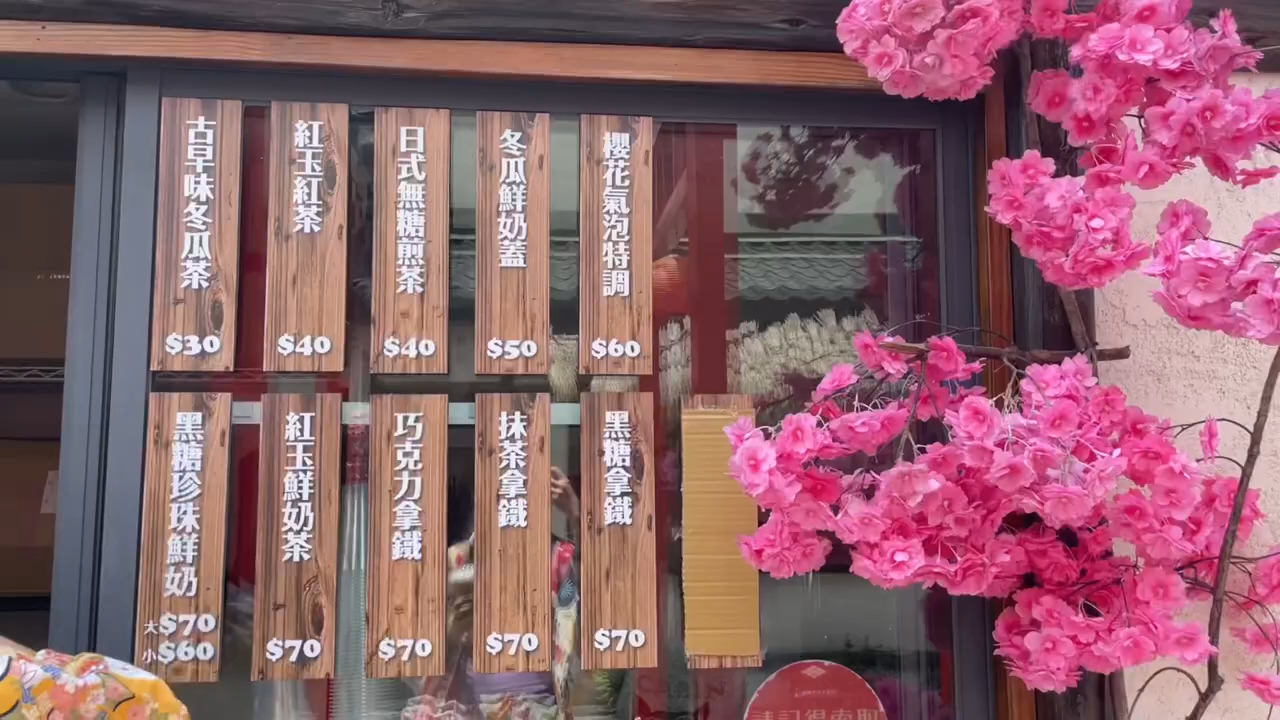 古早味冬瓜茶
$30
紅玉紅茶
$40
日式無糖煎茶
$40
冬瓜鮮奶蓋
$50
櫻花氣泡特調
$60
黑糖珍珠鮮奶
大$70
小$60
紅玉鮮奶茶
$70
巧克力拿鐵
$70
抹茶拿鐵
$70
黑糖拿鐵
$70